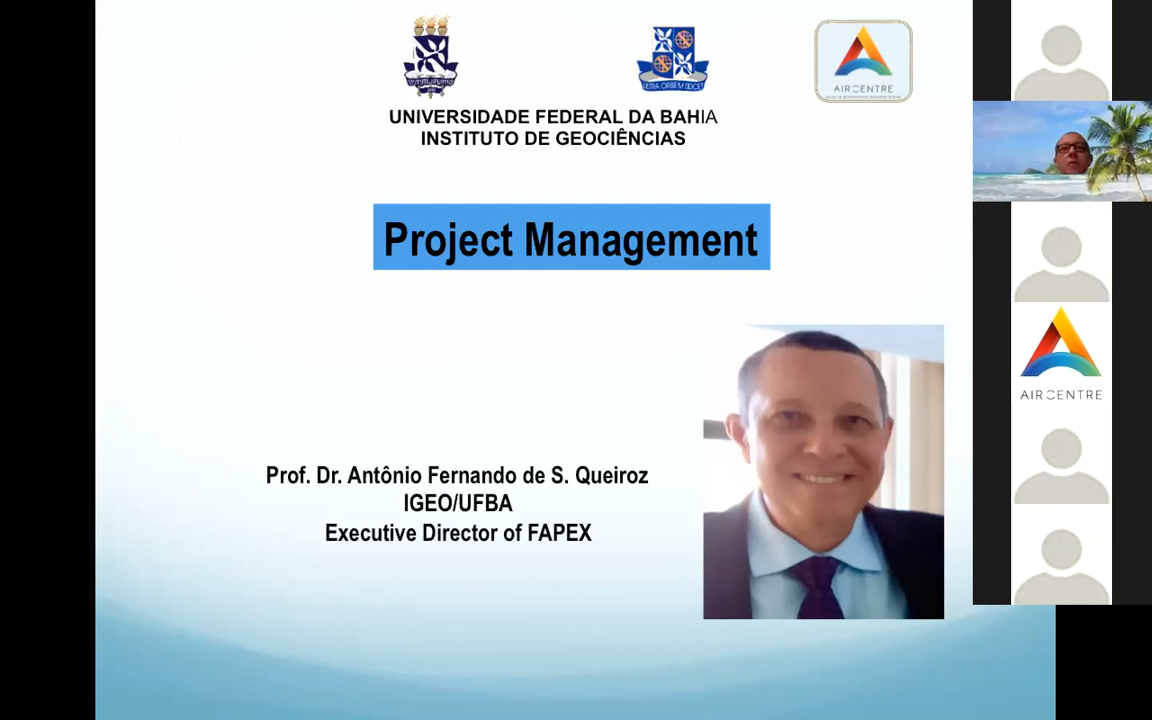 AIRCENTRE
UNIVERSIDADE FEDERAL DA BAHIA
INSTITUTO DE GEOCIÊNCIAS
Project Management
Prof. Dr. Antônio Fernando de S. Queiroz
IGEO/UFBA
Executive Director of FAPEX
AIRCENTRE